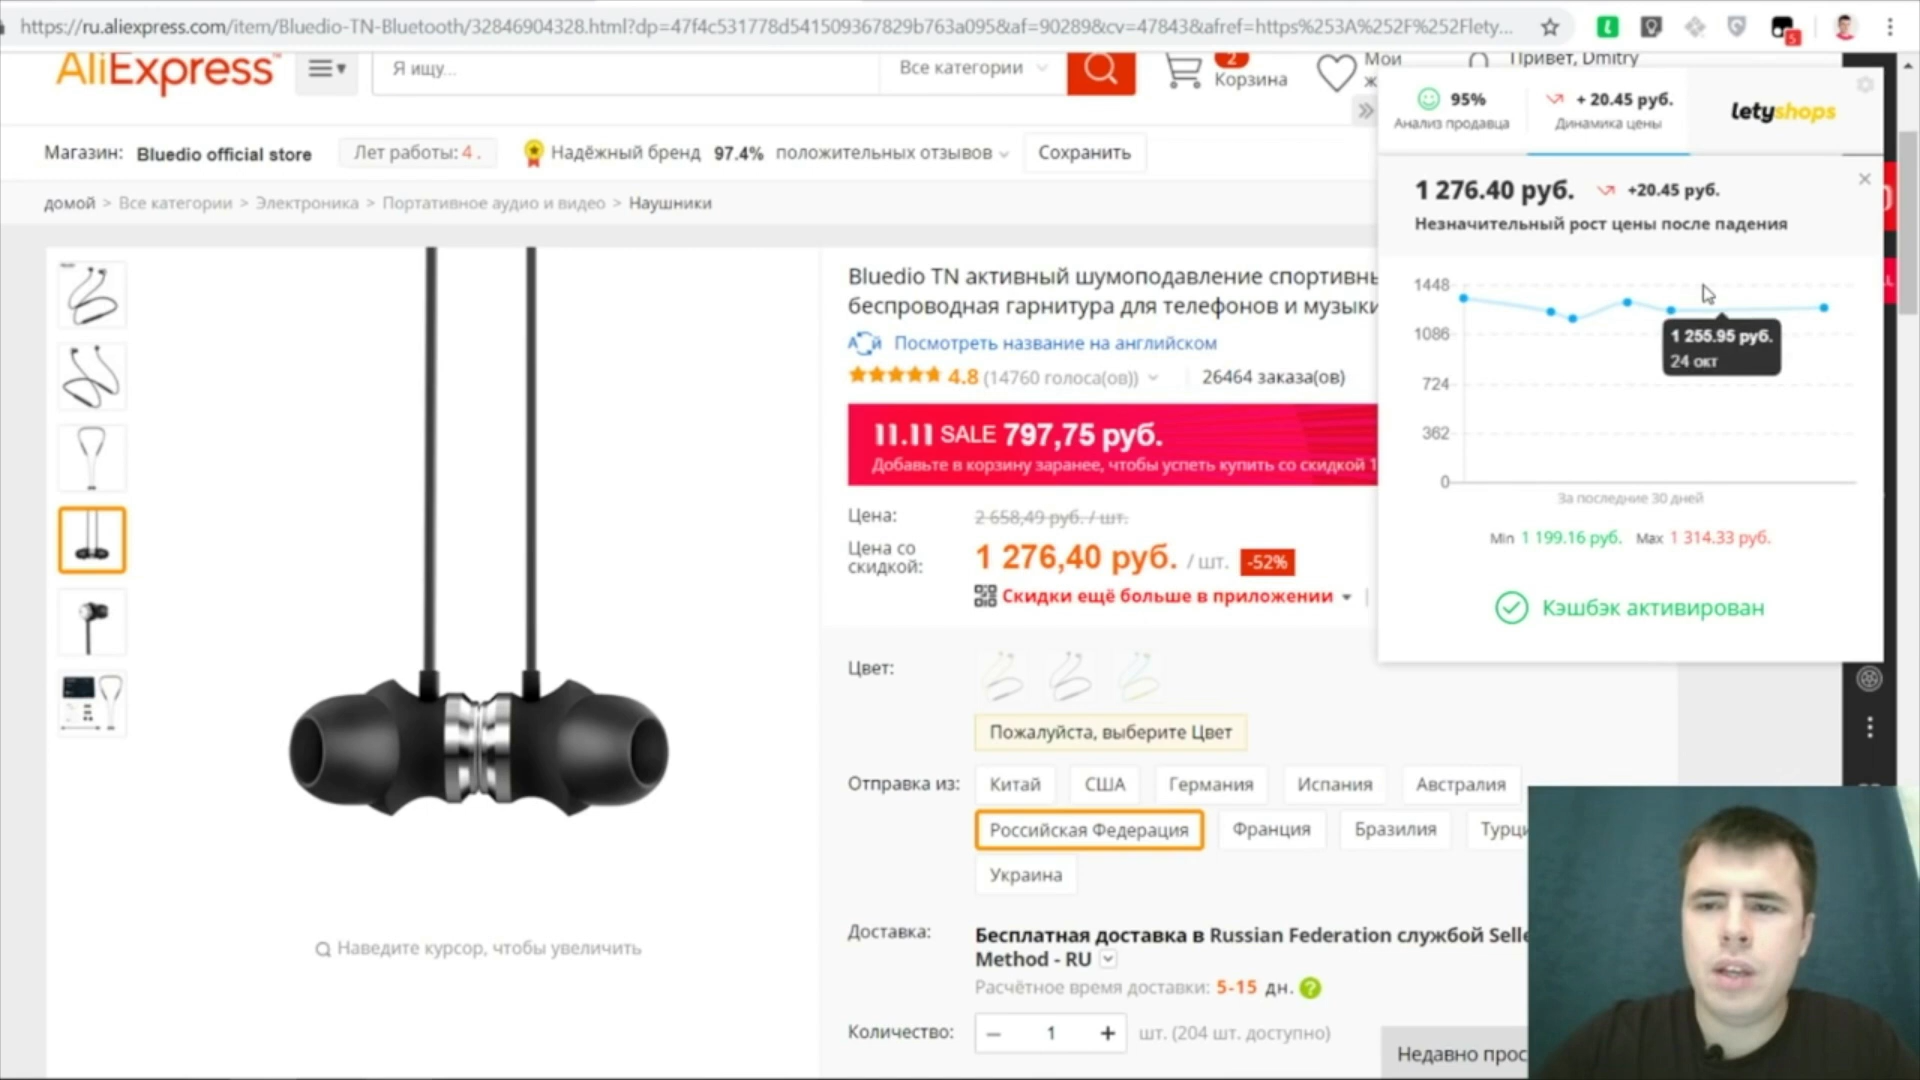 https://ru.aliexpress.com/item/Bluedio-TN-Bluetooth/32846904328.html?dp=47f4c531778d541509367829b763a095&af=90289&cv=47843&afref=https%253A%252F%252Flety...
5
AliExpress™
Я ищу...
Все категории
2
Корзина
Мои
ж
Привет, Dmitry
Магазин: Bluedio official store
Лет работы: 4 .
Надёжный бренд 97.4% положительных отзывов
Сохранить
домой > Все категории > Электроника > Портативное аудио и видео > Наушники
95%
Анализ продавца
+ 20.45 руб.
Динамика цены
letyshops
1 276.40 руб. +20.45 руб.
Незначительный рост цены после падения
1448
1086
724
362
0
1 255.95 руб.
24 окт
За последние 30 дней
Min 1 199.16 руб. Max 1 314.33 руб.
Кэшбэк активирован
Bluedio TN активный шумоподавление спортивн
беспроводная гарнитура для телефонов и музыки
Посмотреть название на английском
4.8 (14760 голоса(ов)) 26464 заказа(ов)
11.11 SALE 797,75 руб.
Добавьте в корзину заранее, чтобы успеть купить со скидкой 1
Цена: 2 658,49 руб. / шт.
Цена со
скидкой:
1 276,40 руб. / шт. -52%
Скидки ещё больше в приложении
Цвет:
Пожалуйста, выберите Цвет
Отправка из: Китай США Германия Испания Австралия
Российская Федерация Франция Бразилия Турци
Украина
Доставка: Бесплатная доставка в Russian Federation службой Selle
Method - RU
Расчётное время доставки: 5-15 дн. ?
Количество: — 1 + шт. (204 шт. доступно)
Наведите курсор, чтобы увеличить
Недавно прос